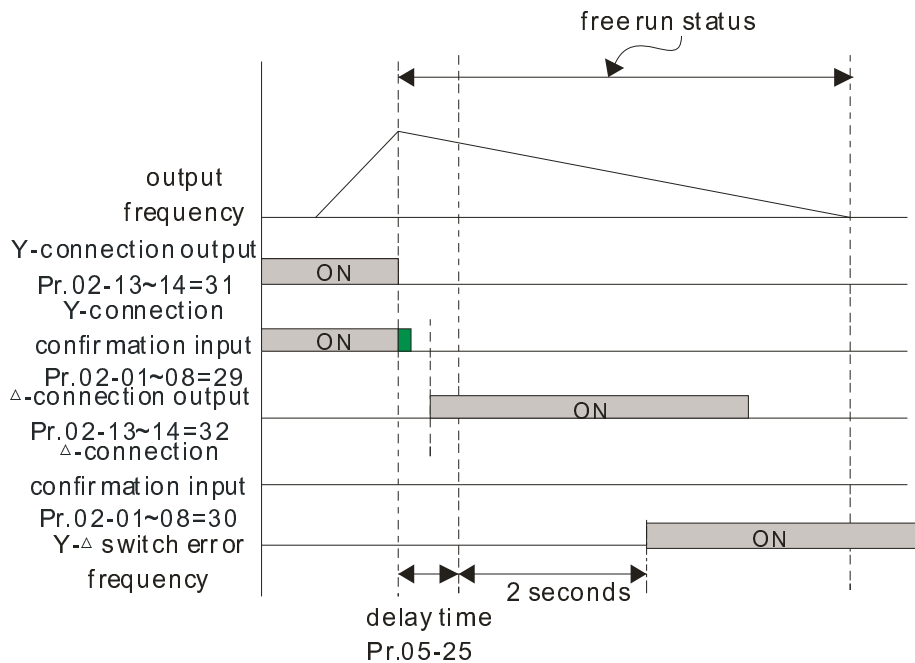 free run status
output
frequency
Y-connection output
ON
Pr.02-13~14=31
Y-connection
confirmation input
ON
Pr.02-01~08=29
△-connection output
ON
Pr.02-13~14=32
△-connection
confirmation input
Pr.02-01~08=30
Y-△ switch error
ON
frequency
2 seconds
delay time
Pr.05-25